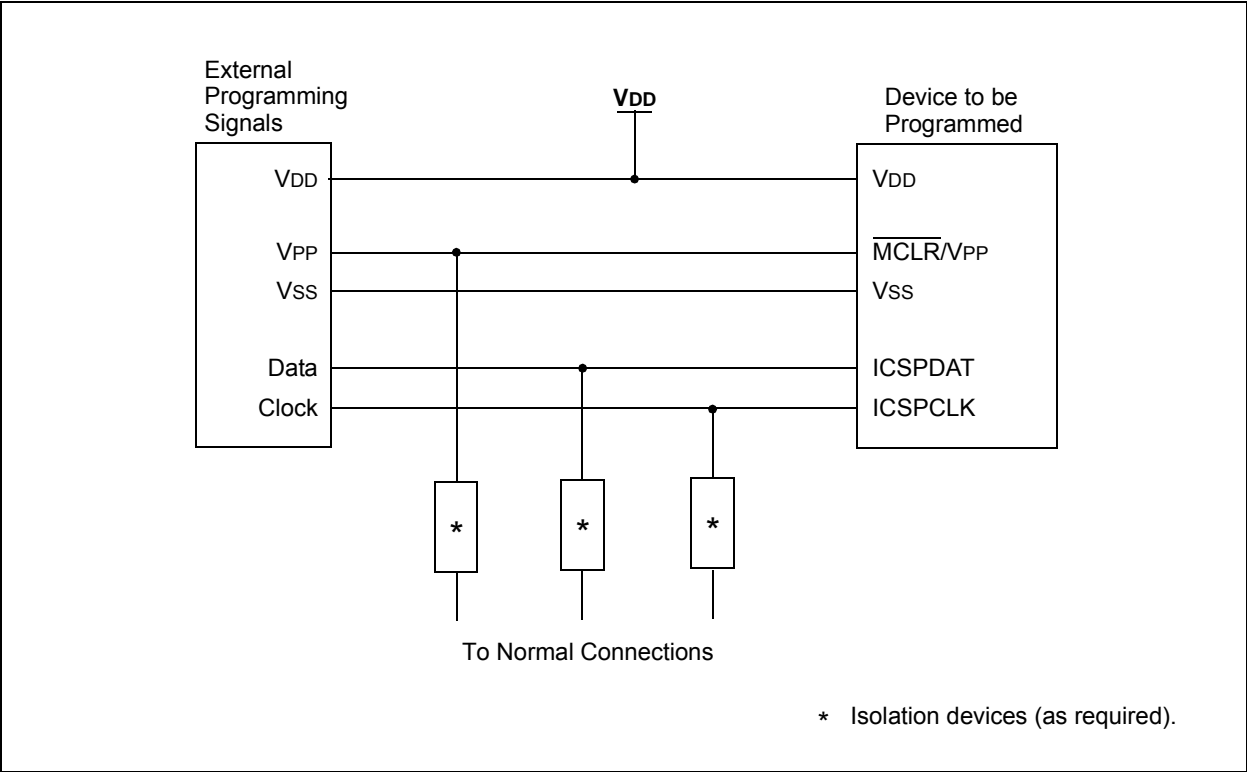 External
Programming
Signals
VDD
Device to be
Programmed
VDD
VDD
VPP
MCLR/VPP
VSS
VSS
Data
ICSPDAT
Clock
ICSPCLK
*
*
*
To Normal Connections
* Isolation devices (as required).